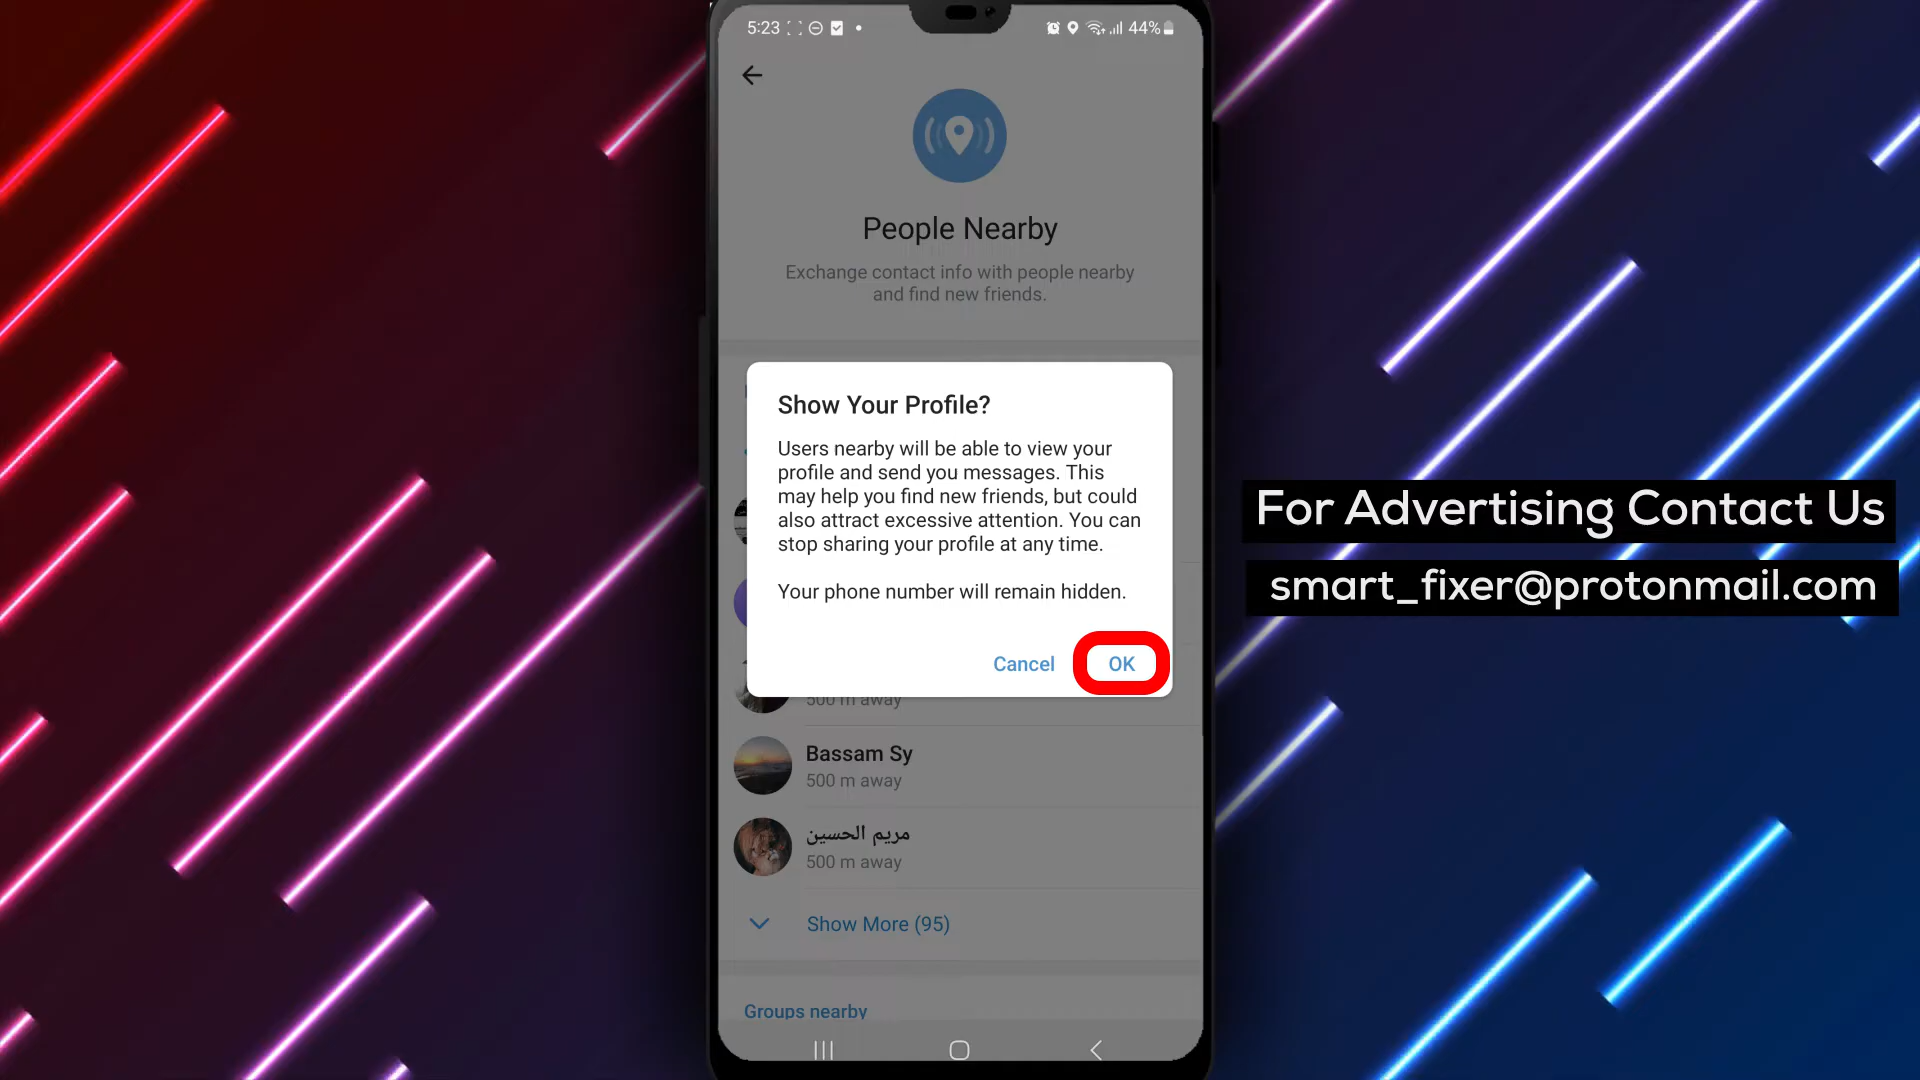 5:23
44%
People Nearby
Exchange contact info with people nearby
and find new friends.
Show Your Profile?
Users nearby will be able to view your
profile and send you messages. This
may help you find new friends, but could
also attract excessive attention. You can
stop sharing your profile at any time.
Your phone number will remain hidden.
Cancel OK
500 m away
Bassam Sy
500 m away
مريم الحسين
500 m away
Show More (95)
Groups nearby
For Advertising Contact Us
smart_fixer@protonmail.com